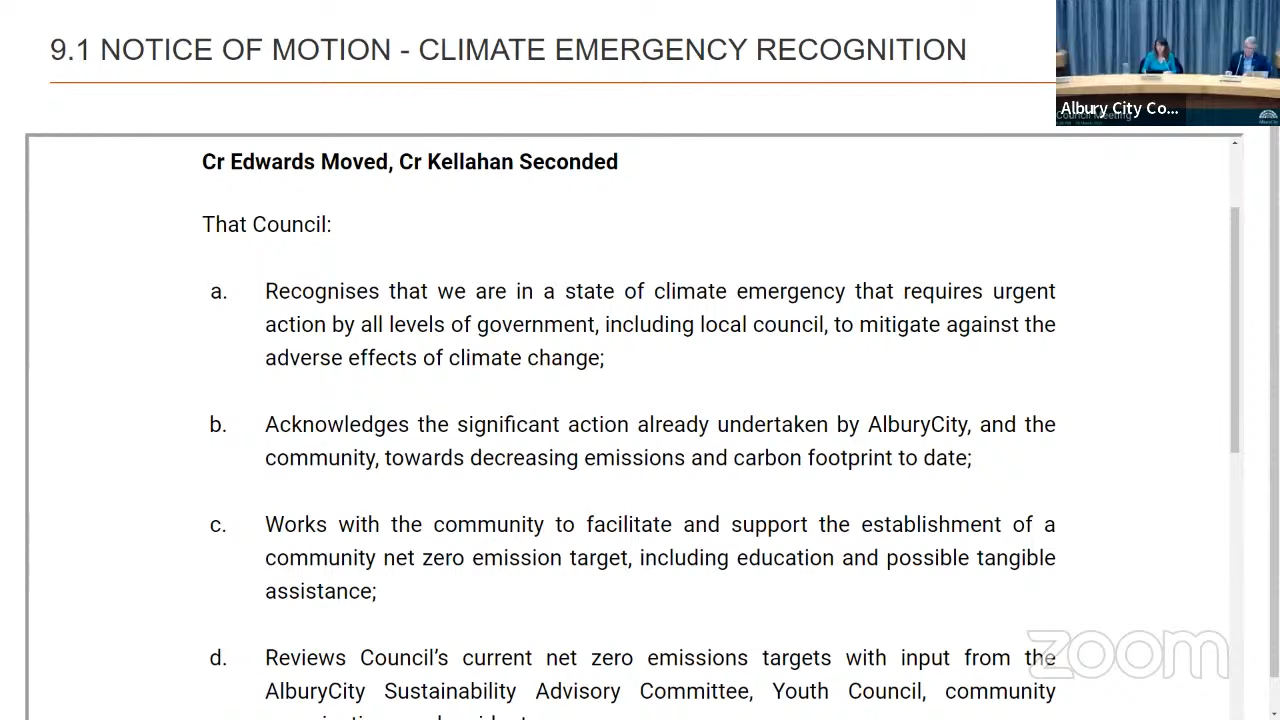 9.1 NOTICE OF MOTION - CLIMATE EMERGENCY RECOGNITION
Albury City Co...
Council Meeting
Cr Edwards Moved, Cr Kellahan Seconded
That Council:
a. Recognises that we are in a state of climate emergency that requires urgent
action by all levels of government, including local council, to mitigate against the
adverse effects of climate change;
b. Acknowledges the significant action already undertaken by AlburyCity, and the
community, towards decreasing emissions and carbon footprint to date;
c. Works with the community to facilitate and support the establishment of a
community net zero emission target, including education and possible tangible
assistance;
d. Reviews Council's current net zero emissions targets with input from the
AlburyCity Sustainability Advisory Committee, Youth Council, community
zoom